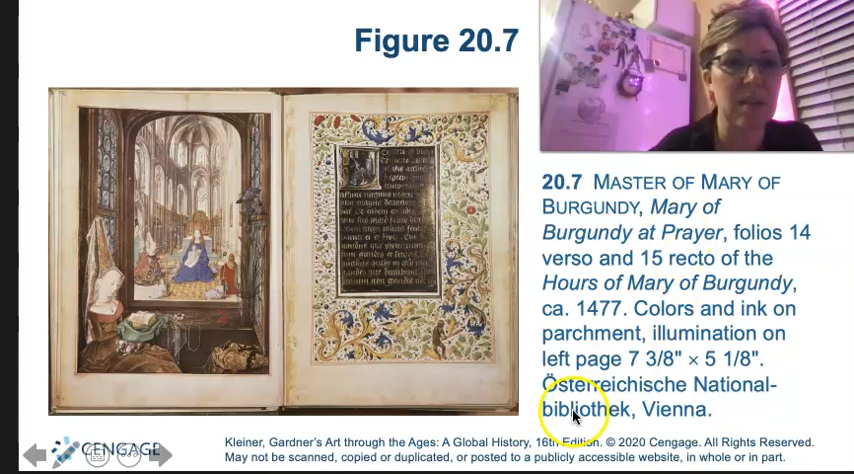 Figure 20.7
20.7 MASTER OF MARY OF
BURGUNDY, Mary of
Burgundy at Prayer, folios 14
verso and 15 recto of the
Hours of Mary of Burgundy,
ca. 1477. Colors and ink on
parchment, illumination on
left page 7 3/8" × 5 1/8".
Österreichische National-
bibliothek, Vienna.
CENGAGE
Kleiner, Gardner's Art through the Ages: A Global History, 16th Edition. © 2020 Cengage. All Rights Reserved.
May not be scanned, copied or duplicated, or posted to a publicly accessible website, in whole or in part.